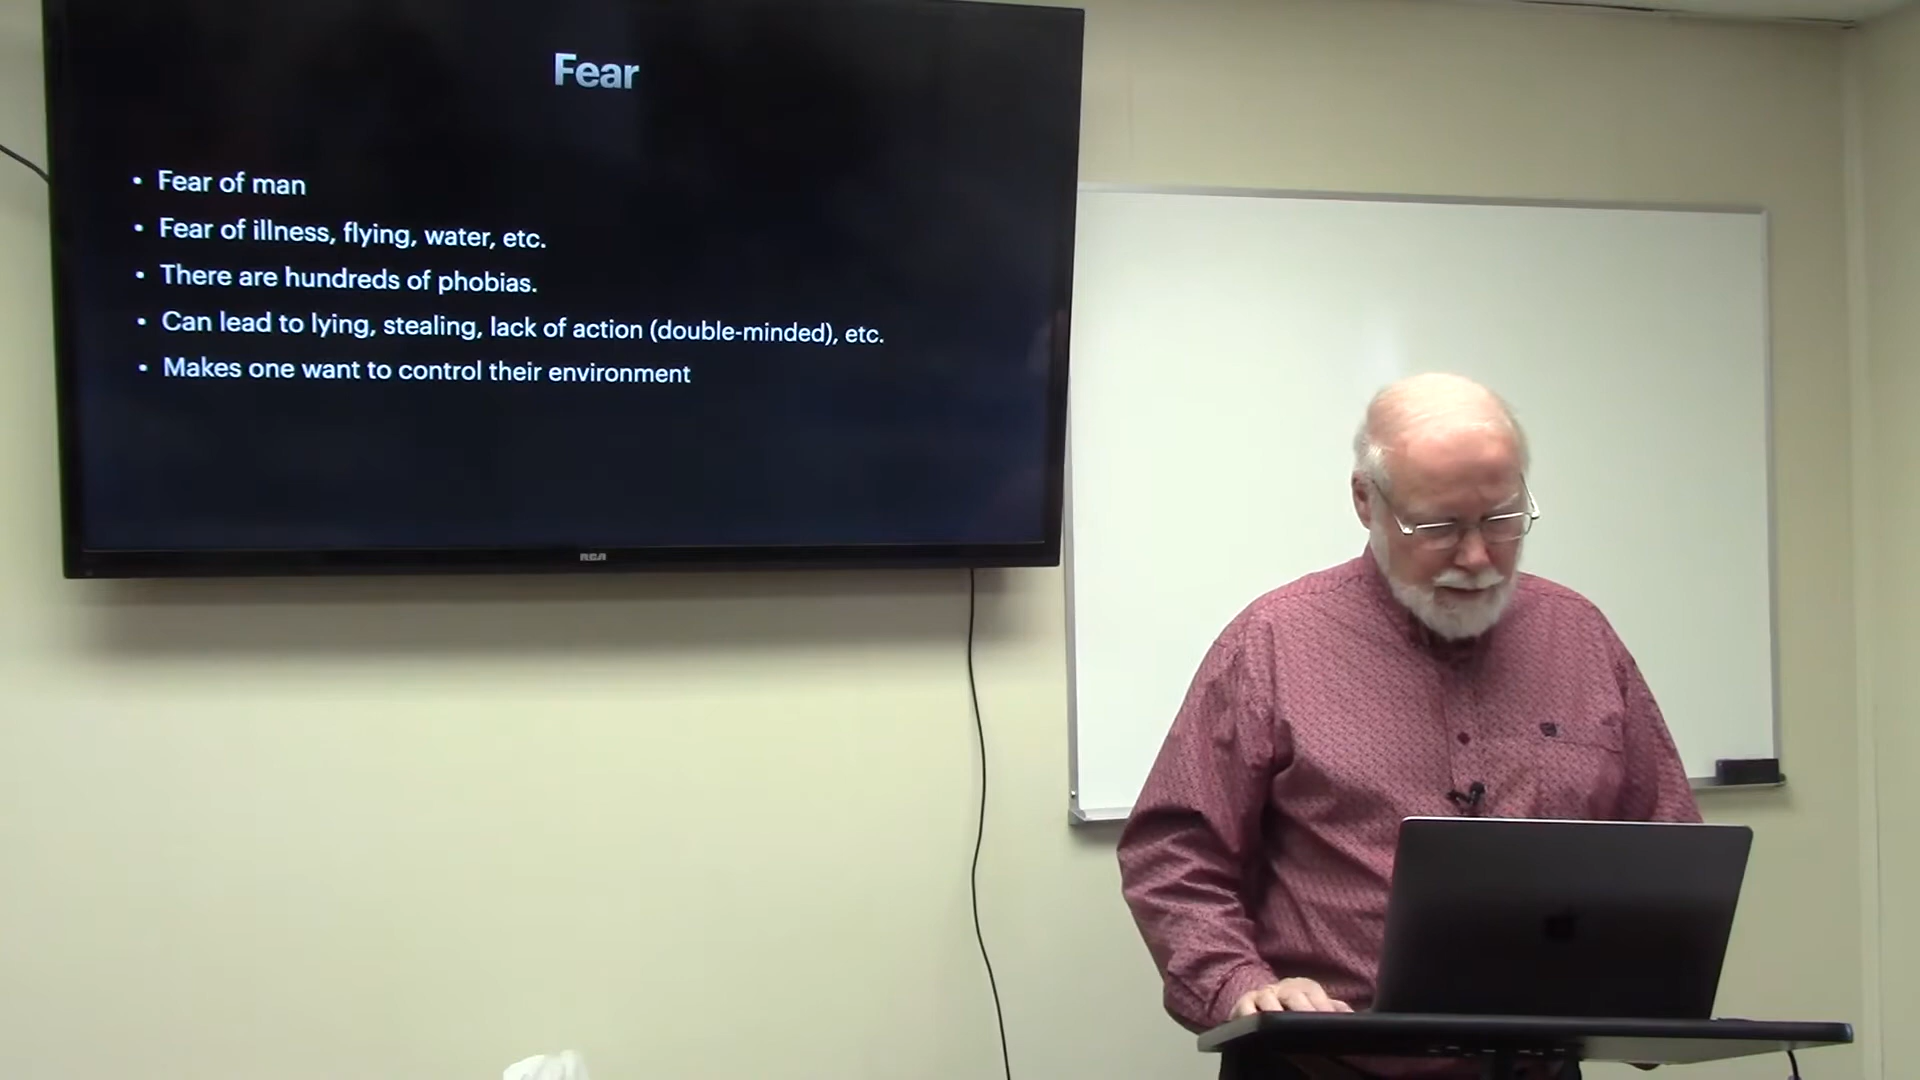 Fear
• Fear of man
• Fear of illness, flying, water, etc.
• There are hundreds of phobias.
• Can lead to lying, stealing, lack of action (double-minded), etc.
• Makes one want to control their environment
RCA